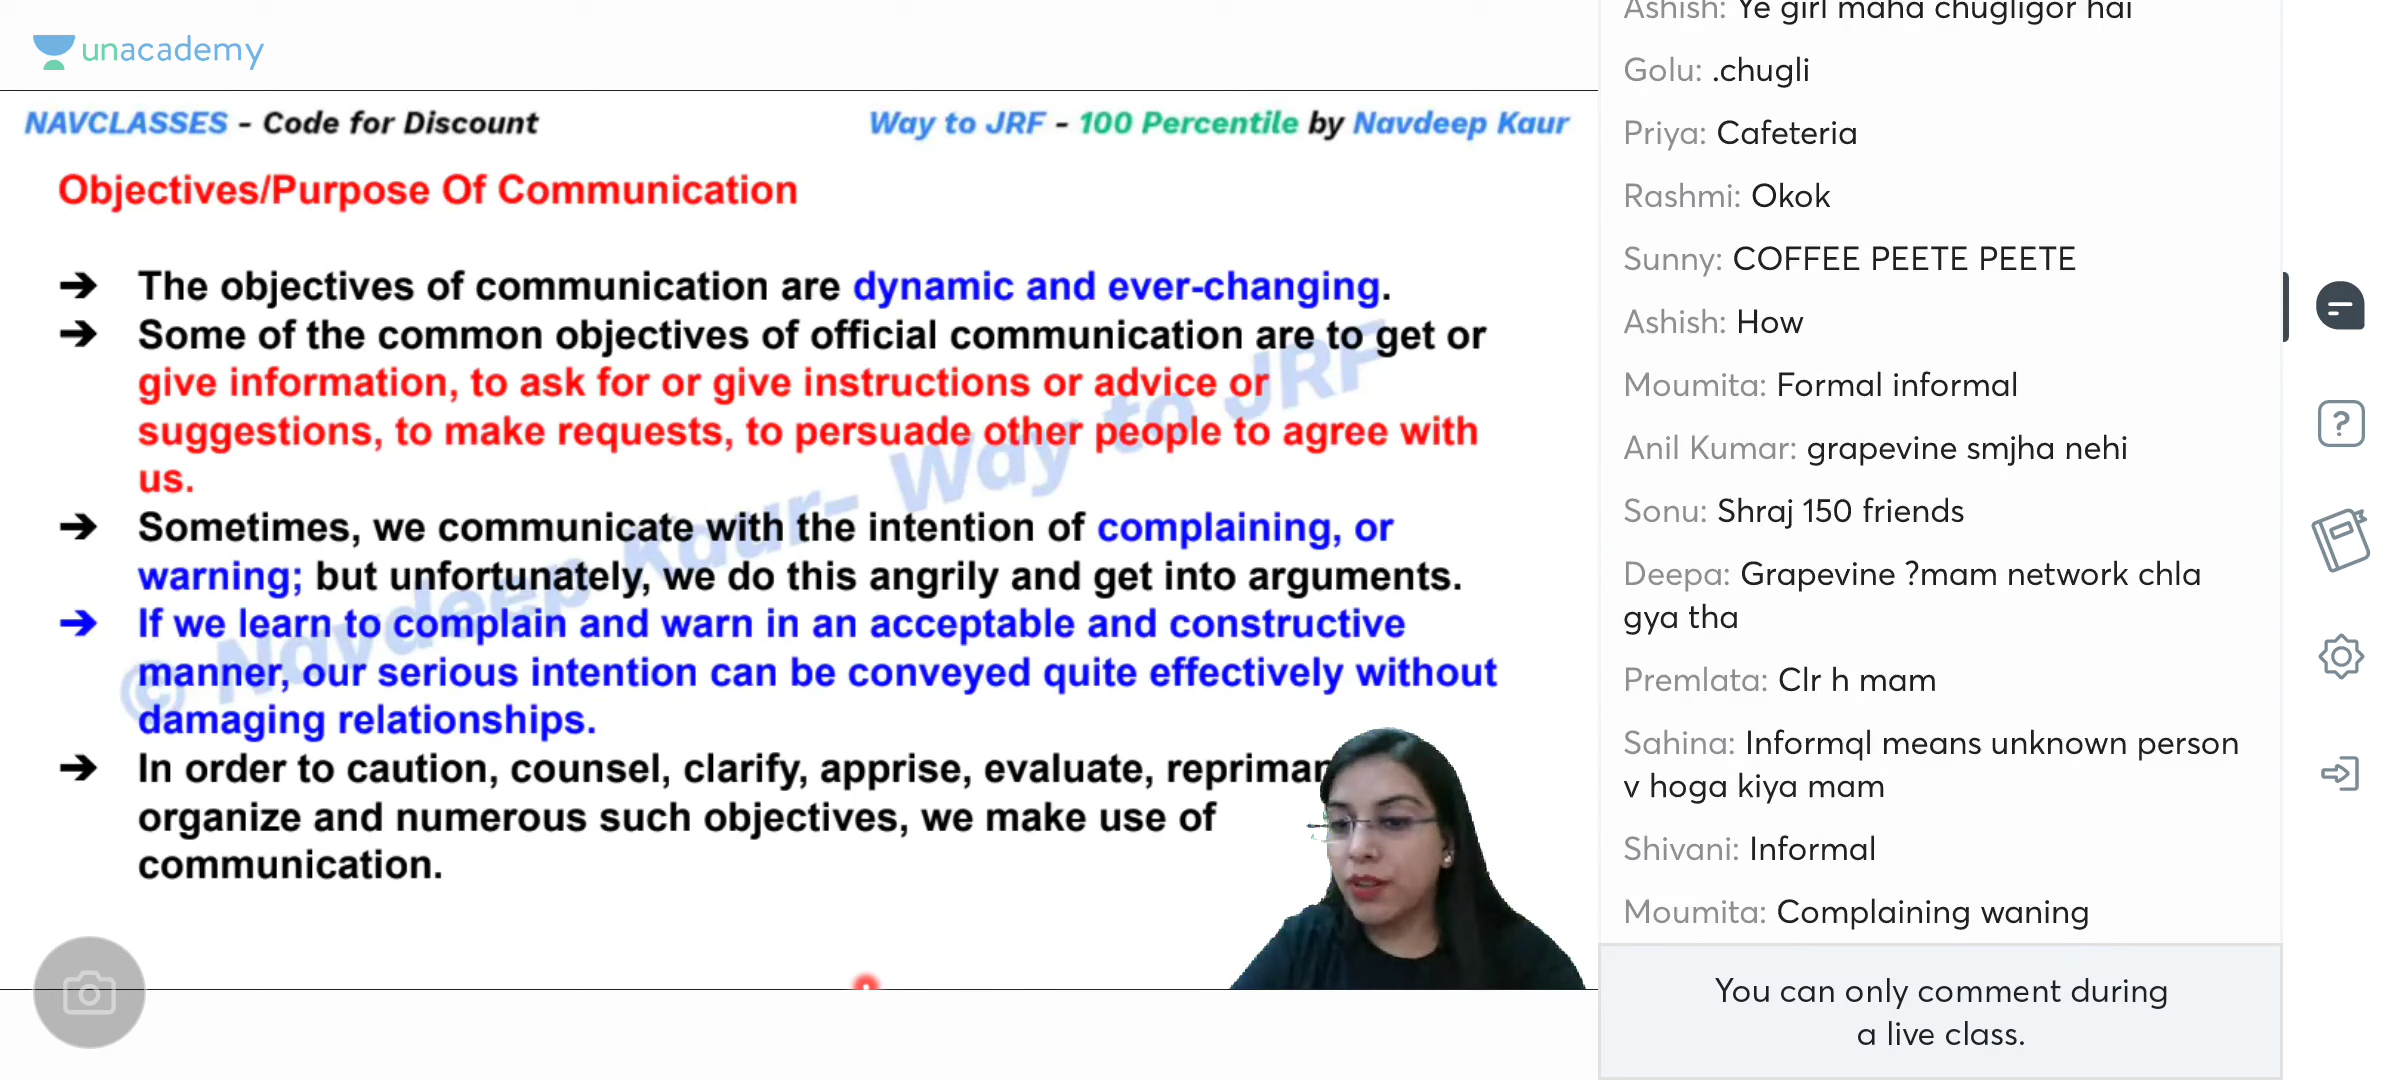 unacademy
NAVCLASSES - Code for Discount
Way to JRF - 100 Percentile by Navdeep Kaur
Objectives/Purpose Of Communication
➔ The objectives of communication are dynamic and ever-changing.
➔ Some of the common objectives of official communication are to get or
give information, to ask for or give instructions or advice or
suggestions, to make requests, to persuade other people to agree with
us.
➔ Sometimes, we communicate with the intention of complaining, or
warning; but unfortunately, we do this angrily and get into arguments.
➔ If we learn to complain and warn in an acceptable and constructive
manner, our serious intention can be conveyed quite effectively without
damaging relationships.
➔ In order to caution, counsel, clarify, apprise, evaluate,
organize and numerous such objectives, we make use of
communication.
© Navdeep Kaur- Way to JRF
Ashish: Ye girl maha chugligor hai
Golu: .chugli
Priya: Cafeteria
Rashmi: Okok
Sunny: COFFEE PEETE PEETE
Ashish: How
Moumita: Formal informal
Anil Kumar: grapevine smjha nehi
Sonu: Shraj 150 friends
Deepa: Grapevine ?mam network chla
gya tha
Premlata: Clr h mam
Sahina: Informql means unknown person
v hoga kiya mam
Shivani: Informal
Moumita: Complaining waning
You can only comment during
a live class.